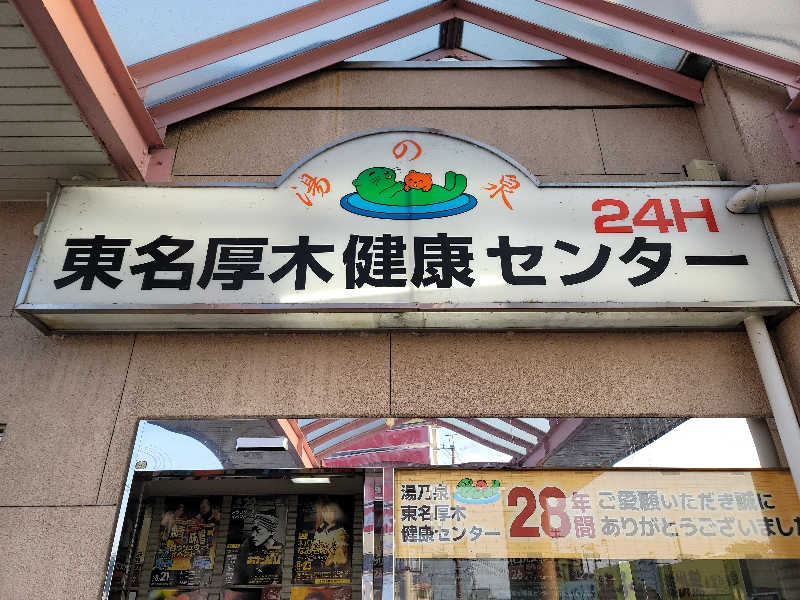 湯の泉
24H
東名厚木健康センター
湯乃泉
東名厚木
健康センター
28年間
ご愛顧いただき誠に
ありがとうございました